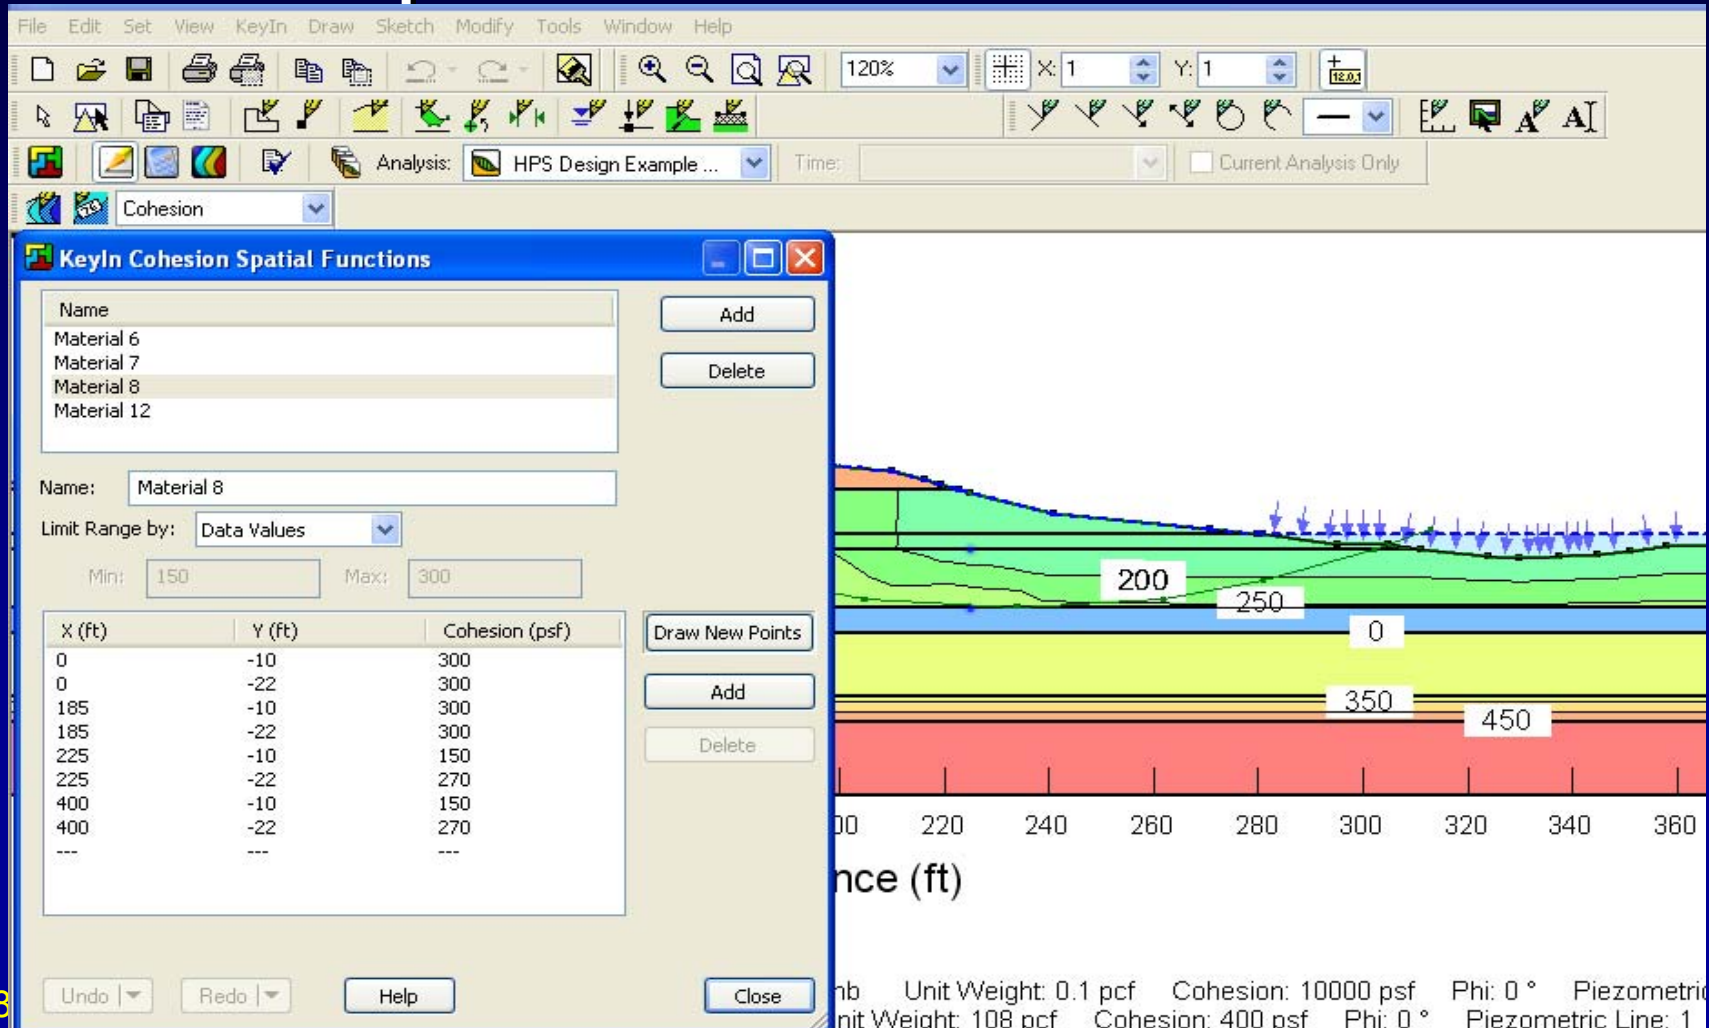 File Edit Set View KeyIn Draw Sketch Modify Tools Window Help
120% X: 1 Y: 1
Analysis: HPS Design Example ... Time: Current Analysis Only
Cohesion
KeyIn Cohesion Spatial Functions
Name
Material 6
Material 7
Material 8
Material 12
Add
Delete
Name: Material 8
Limit Range by: Data Values
Min: 150 Max: 300
X (ft) Y (ft) Cohesion (psf)
0 -10 300
0 -22 300
185 -10 300
185 -22 300
225 -10 150
225 -22 270
400 -10 150
400 -22 270
--- --- ---
Draw New Points
Add
Delete
Undo Redo Help Close
200
250
0
350
450
00 220 240 260 280 300 320 340 360
nce (ft)
mb Unit Weight: 0.1 pcf Cohesion: 10000 psf Phi: 0 ° Piezometric
nit Weight: 108 pcf Cohesion: 400 psf Phi: 0 ° Piezometric Line: 1